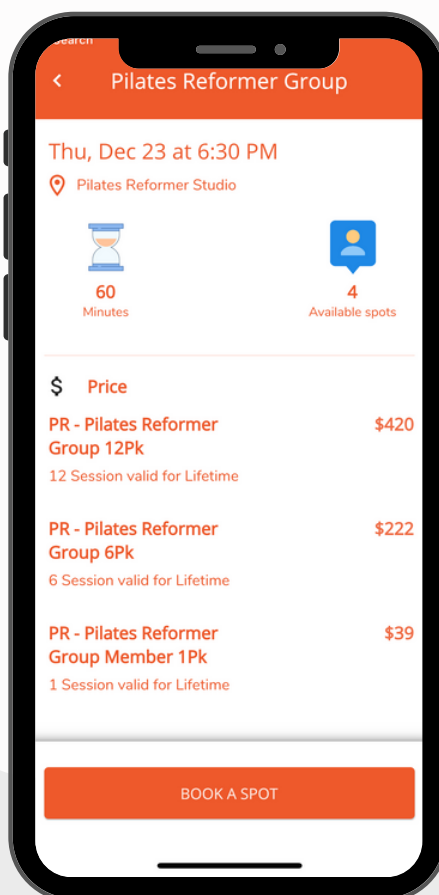 Search
Pilates Reformer Group
Thu, Dec 23 at 6:30 PM
Pilates Reformer Studio
60
Minutes
4
Available spots
$ Price
PR - Pilates Reformer
Group 12Pk
$420
12 Session valid for Lifetime
PR - Pilates Reformer
Group 6Pk
$222
6 Session valid for Lifetime
PR - Pilates Reformer
Group Member 1Pk
$39
1 Session valid for Lifetime
BOOK A SPOT